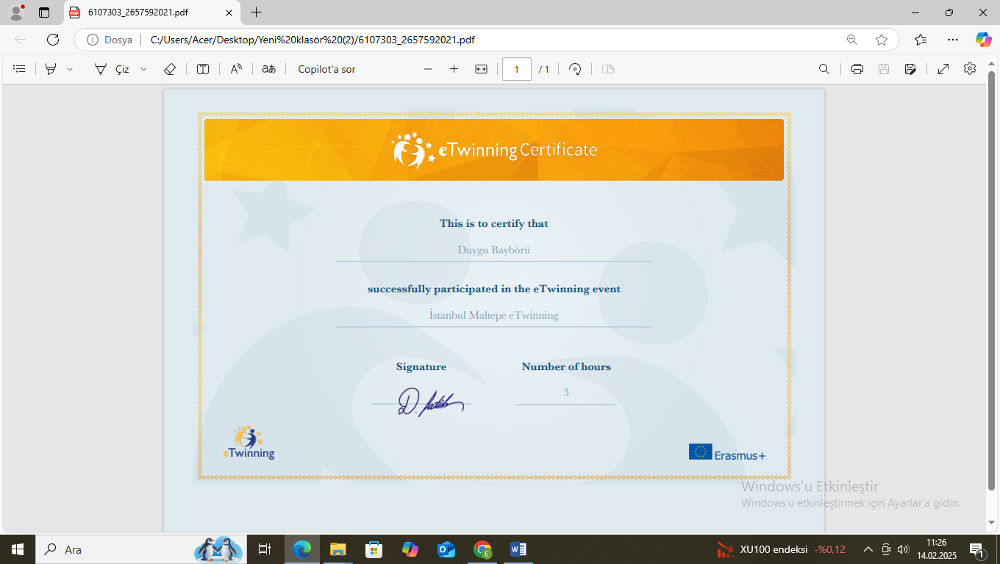 6107303_2657592021.pdf
Dosya
C:/Users/Acer/Desktop/Yeni%20klasör%20(2)/6107303_2657592021.pdf
Çiz
Copilot'a sor
1 / 1
eTwinning Certificate
This is to certify that
Duygu Baybörü
successfully participated in the eTwinning event
İstanbul Maltepe eTwinning
Signature Number of hours
D. Fatih 3
eTwinning
Erasmus+
Windows'u Etkinleştir
Windows'u etkinleştirmek için Ayarlar'a gidin.
Ara
XU100 endeksi -%0,12
11:26
14.02.2025
1